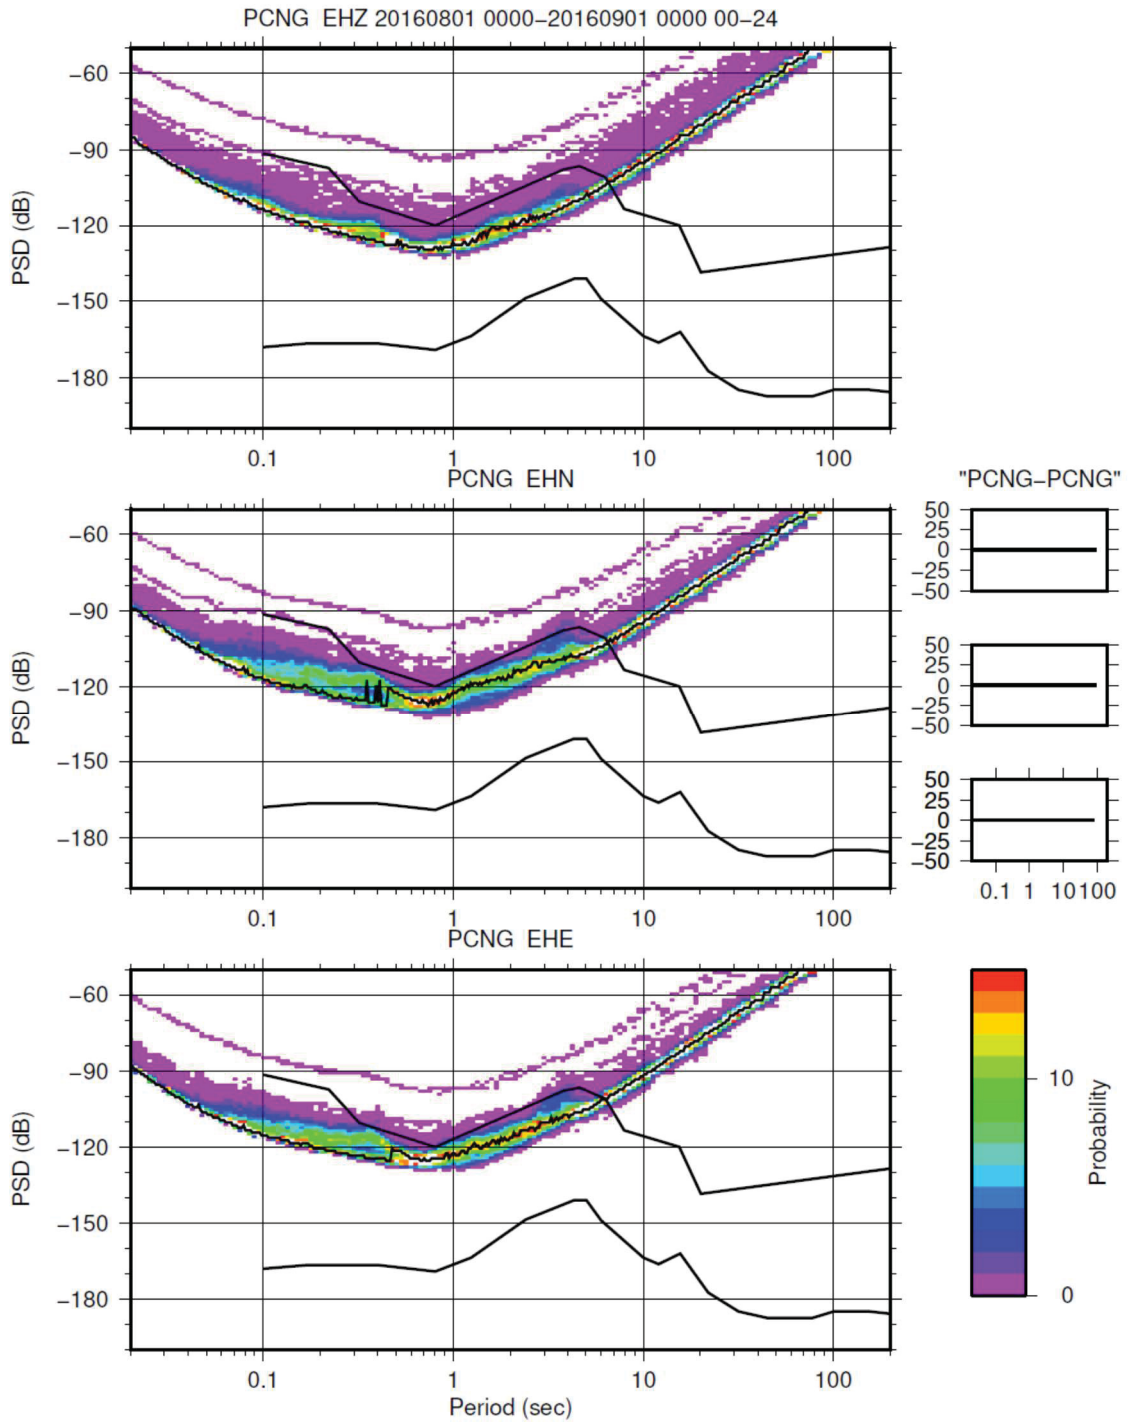 PCNG EHZ 20160801 0000−20160901 0000 00−24
−60
−90
−120
−150
−180
PSD (dB)
0.1 1 10 100
PCNG EHN
−60
−90
−120
−150
−180
PSD (dB)
0.1 1 10 100
"PCNG−PCNG"
50
25
0
−25
−50
50
25
0
−25
−50
50
25
0
−25
−50
0.1 1 10 100
PCNG EHE
−60
−90
−120
−150
−180
PSD (dB)
0.1 1 10 100
Period (sec)
10
0
Probability